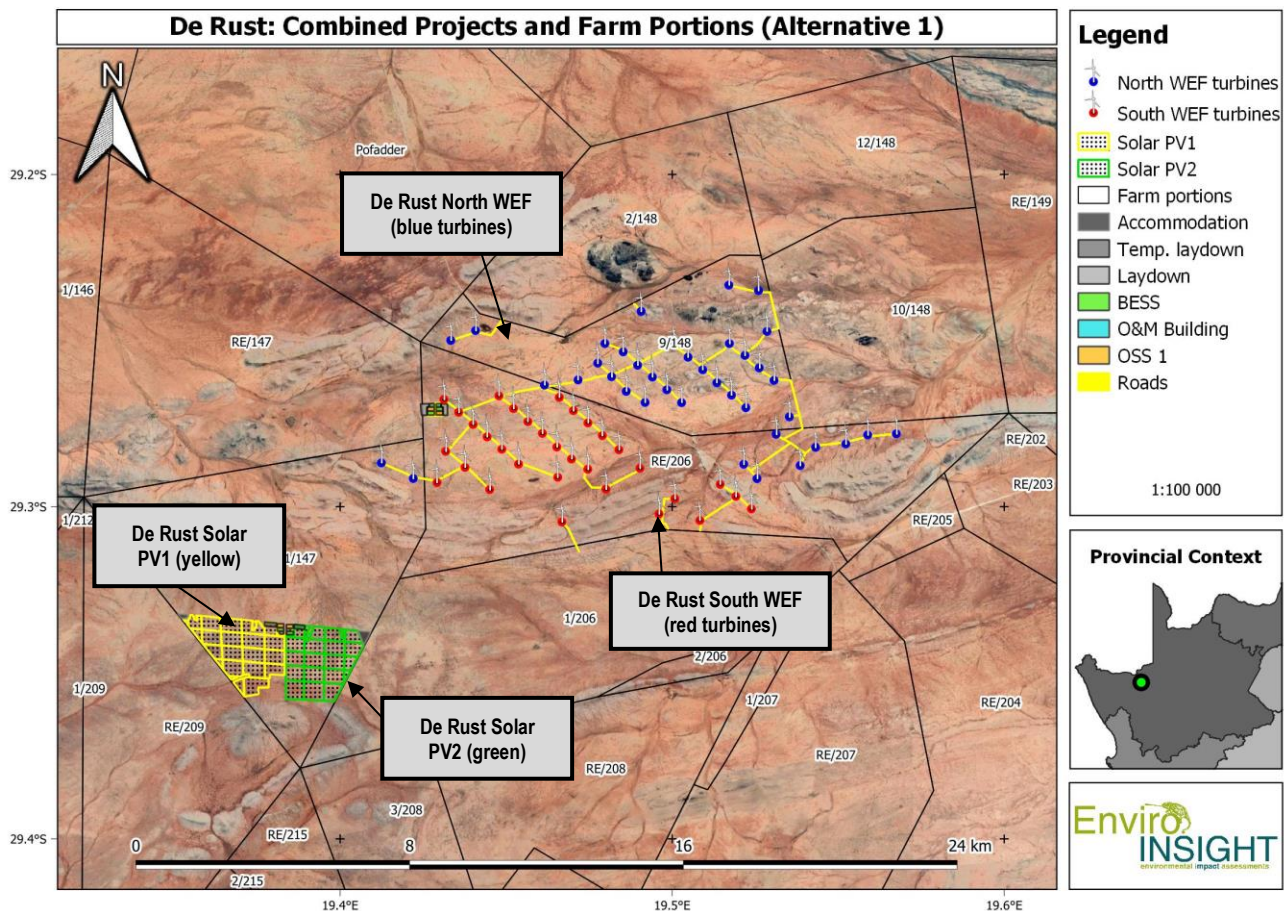 De Rust: Combined Projects and Farm Portions (Alternative 1)
N
Pofadder
12/148
29.2°S
RE/149
De Rust North WEF
(blue turbines)
2/148
1/146
10/148
RE/147
9/148
RE/206
RE/202
RE/203
29.3°S
1/212
RE/205
De Rust Solar
PV1 (yellow)
1/147
De Rust South WEF
(red turbines)
1/206
2/206
1/209
1/207
RE/204
RE/209
De Rust Solar
PV2 (green)
RE/208
RE/207
3/208
RE/215
29.4°S
0
8
16
24 km
2/215
19.4°E
19.5°E
19.6°E
Legend
North WEF turbines
South WEF turbines
Solar PV1
Solar PV2
Farm portions
Accommodation
Temp. laydown
Laydown
BESS
O&M Building
OSS 1
Roads
1:100 000
Provincial Context
Enviro
INSIGHT
environmental impact assessments